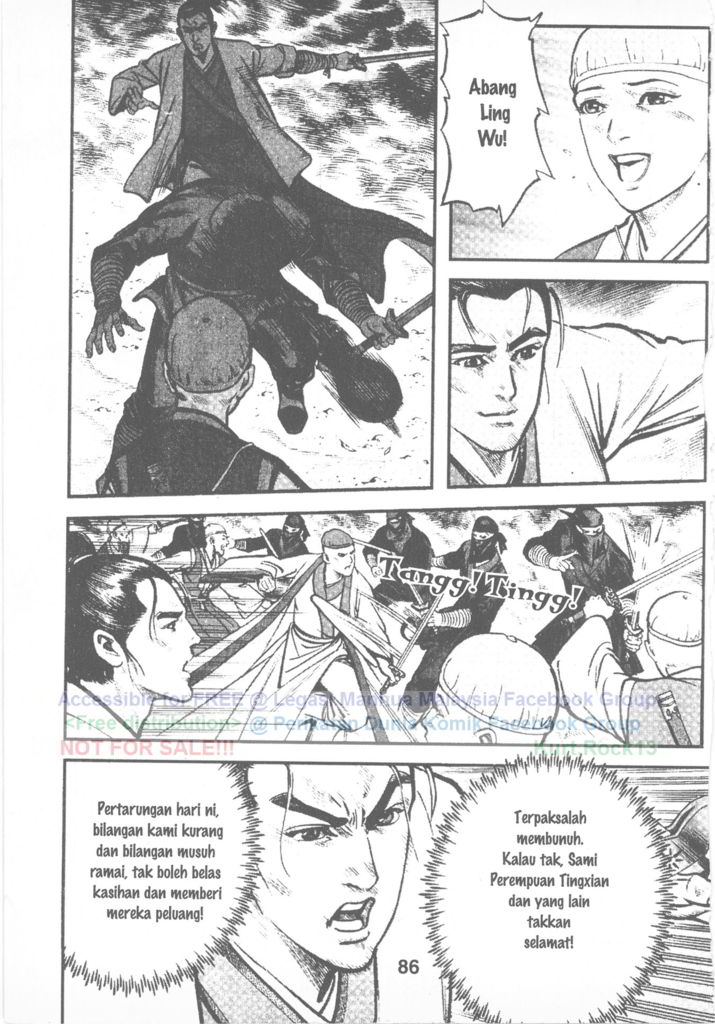 Abang
Ling
Wu!
Tangg! Tingg!
Accessible for FREE @ Legasi Manhua Malaysia Facebook Group
<Free distribution> @ Pengumpul Dunia Komik Facebook Group
NOT FOR SALE!!! Kurt.Rock13
Pertarungan hari ni,
bilangan kami kurang
dan bilangan musuh
ramai, tak boleh belas
kasihan dan memberi
mereka peluang!
Terpaksalah
membunuh.
Kalau tak, Sami
Perempuan Tingxian
dan yang lain
takkan
selamat!
86